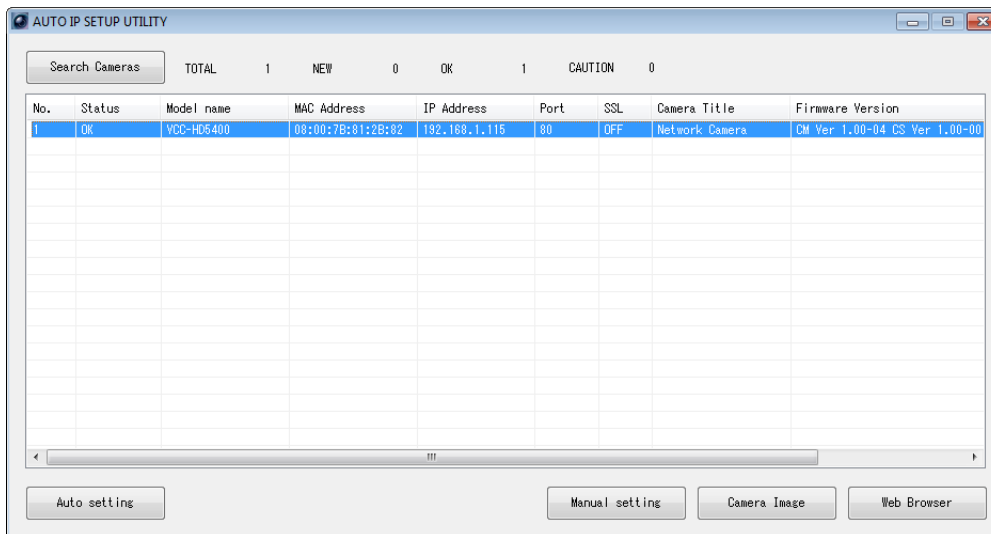 AUTO IP SETUP UTILITY
Search Cameras TOTAL 1 NEW 0 OK 1 CAUTION 0
No. Status Model name MAC Address IP Address Port SSL Camera Title Firmware Version
1 OK VCC-HD5400 08:00:7B:81:2B:82 192.168.1.115 80 OFF Network Camera CM Ver 1.00-04 CS Ver 1.00-00
Auto setting Manual setting Camera Image Web Browser